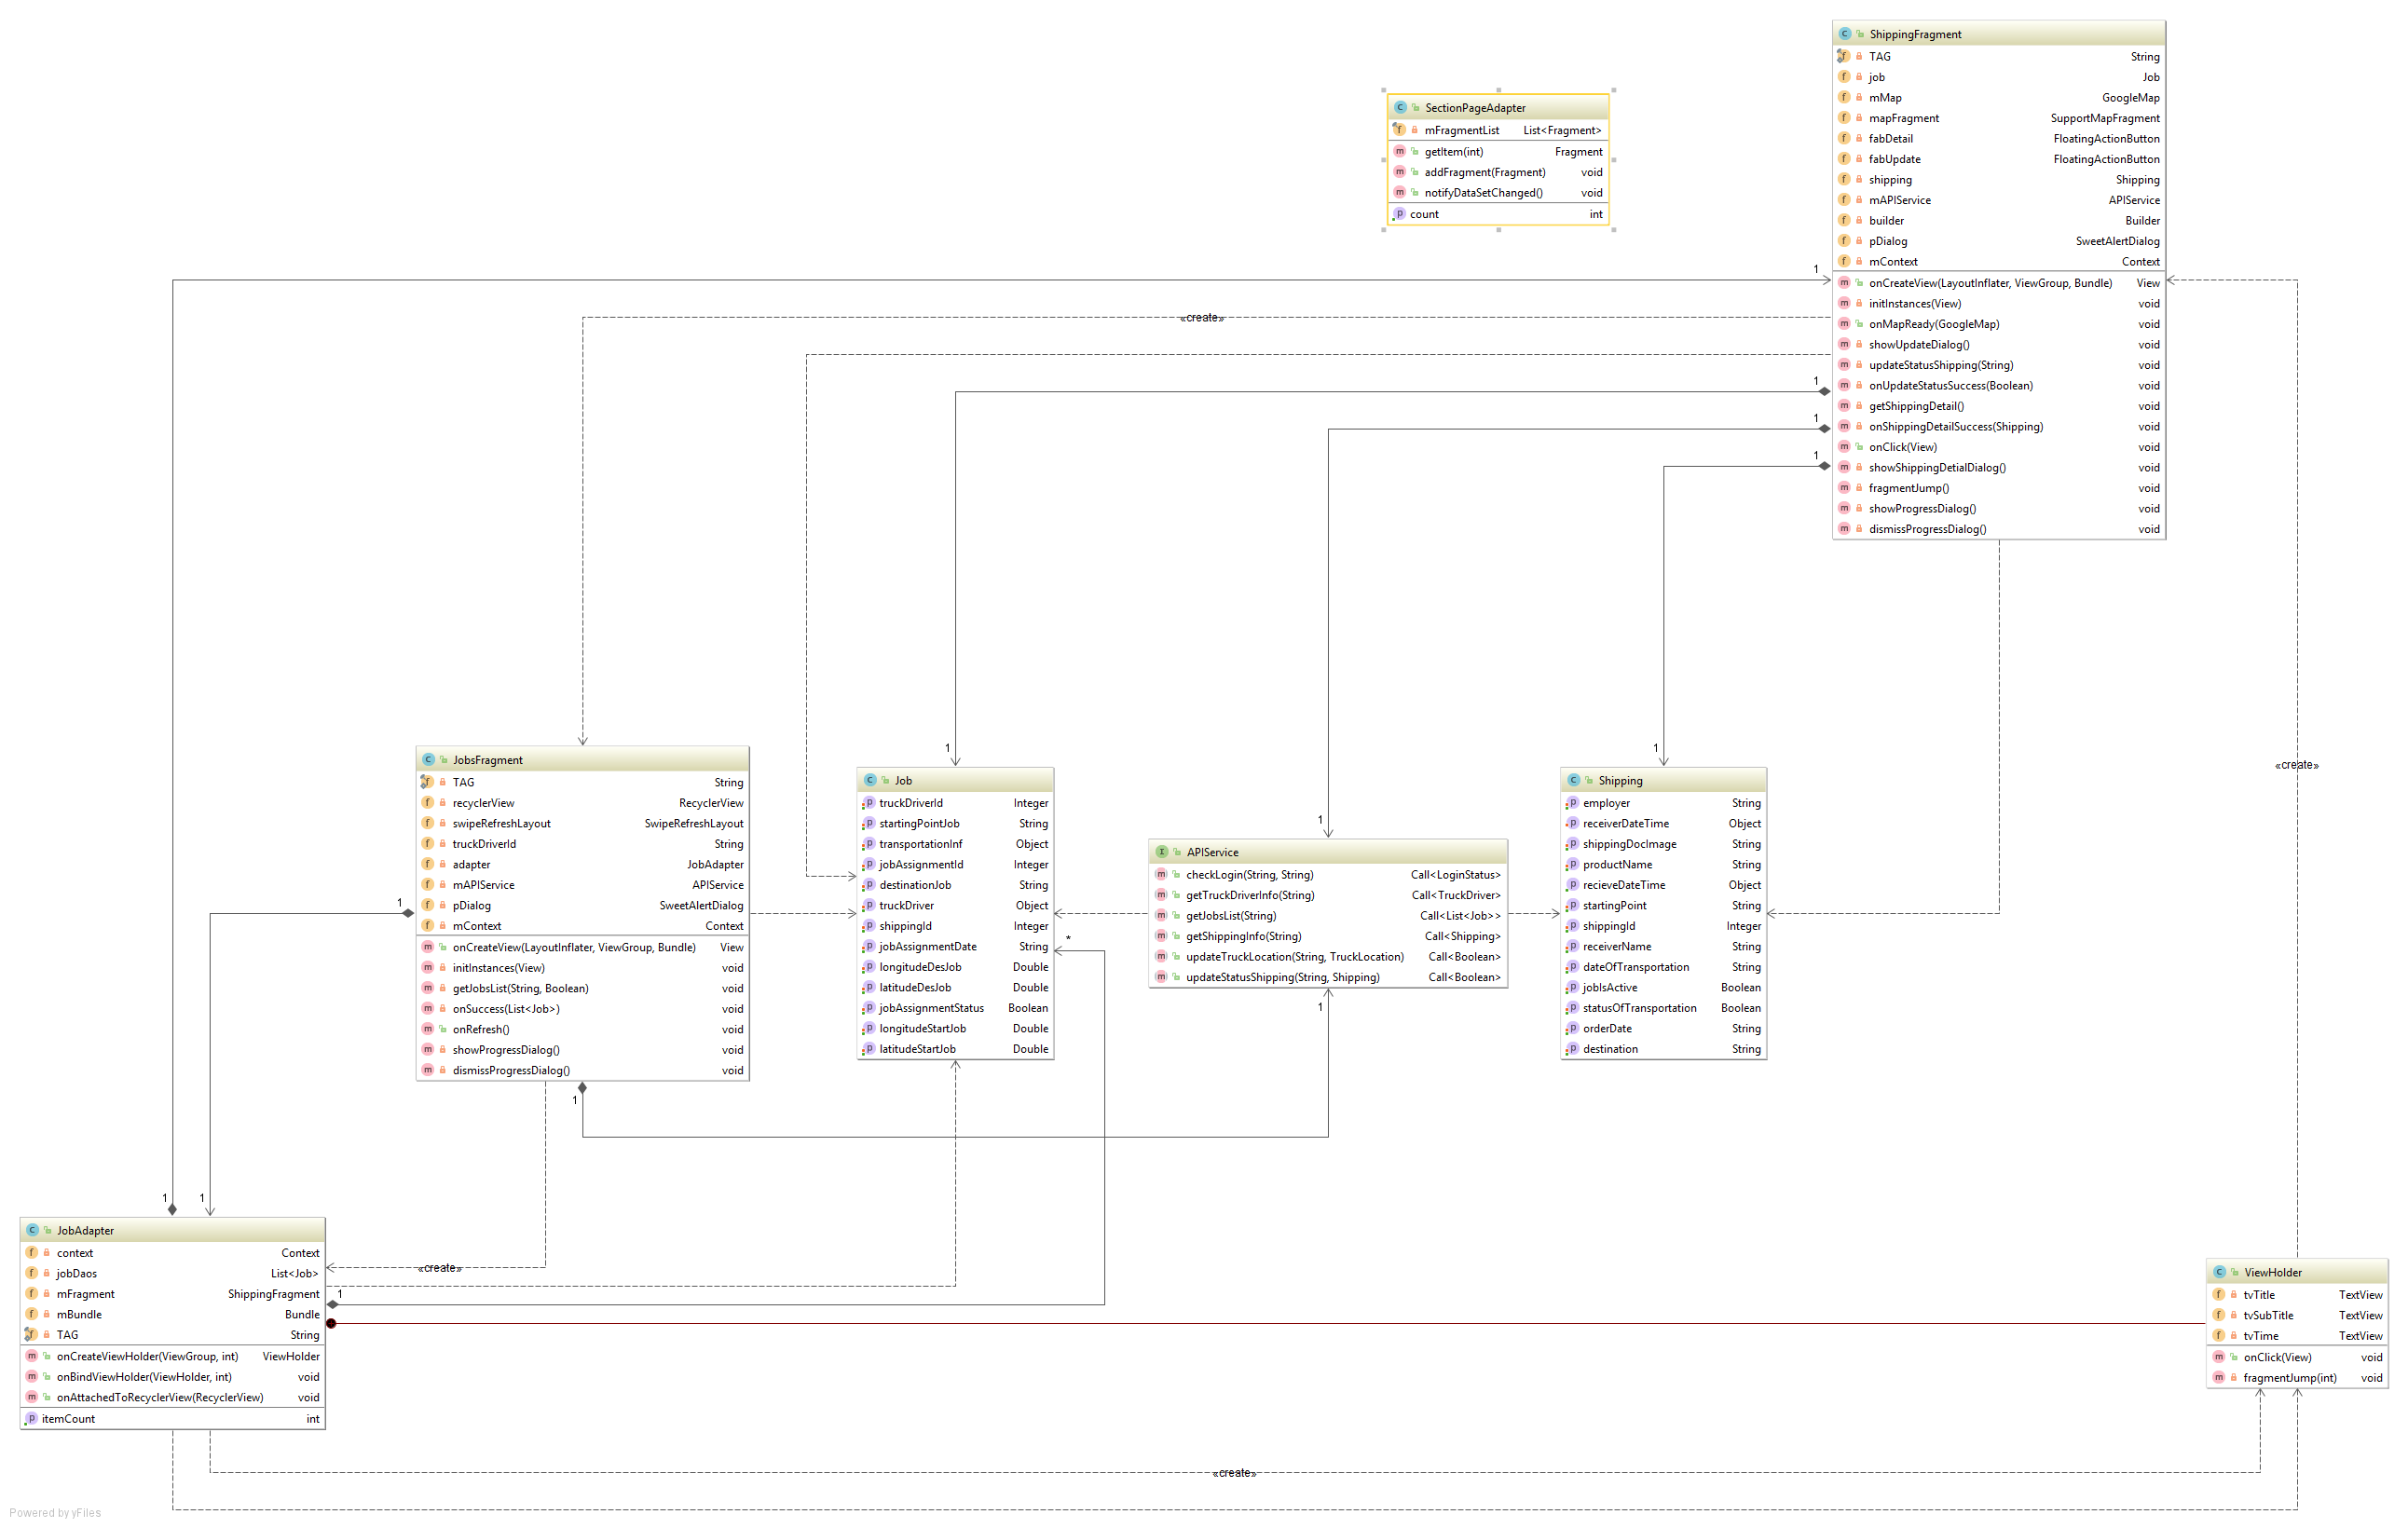 ShippingFragment
TAG String
job Job
mMap GoogleMap
mapFragment SupportMapFragment
fabDetail FloatingActionButton
fabUpdate FloatingActionButton
shipping Shipping
mAPIService APIService
builder Builder
pDialog SweetAlertDialog
mContext Context
onCreateView(LayoutInflater, ViewGroup, Bundle) View
initInstances(View) void
onMapReady(GoogleMap) void
showUpdateDialog() void
updateStatusShipping(String) void
onUpdateStatusSuccess(Boolean) void
getShippingDetail() void
onShippingDetailSuccess(Shipping) void
onClick(View) void
showShippingDetialDialog() void
fragmentJump() void
showProgressDialog() void
dismissProgressDialog() void
SectionPageAdapter
mFragmentList List<Fragment>
getItem(int) Fragment
addFragment(Fragment) void
notifyDataSetChanged() void
count int
1
«create»
1
1
1
«create»
1
1
1
JobsFragment
TAG String
recyclerView RecyclerView
swipeRefreshLayout SwipeRefreshLayout
truckDriverId String
adapter JobAdapter
mAPIService APIService
pDialog SweetAlertDialog
mContext Context
onCreateView(LayoutInflater, ViewGroup, Bundle) View
initInstances(View) void
getJobsList(String, Boolean) void
onSuccess(List<Job>) void
onRefresh() void
showProgressDialog() void
dismissProgressDialog() void
Job
truckDriverId Integer
startingPointJob String
transportationInf Object
jobAssignmentId Integer
destinationJob String
truckDriver Object
shippingId Integer
jobAssignmentDate String
longitudeDesJob Double
latitudeDesJob Double
jobAssignmentStatus Boolean
longitudeStartJob Double
latitudeStartJob Double
APIService
checkLogin(String, String) Call<LoginStatus>
getTruckDriverInfo(String) Call<TruckDriver>
getJobsList(String) Call<List<Job>>
getShippingInfo(String) Call<Shipping>
updateTruckLocation(String, TruckLocation) Call<Boolean>
updateStatusShipping(String, Shipping) Call<Boolean>
Shipping
employer String
receiverDateTime Object
shippingDocImage String
productName String
recieveDateTime Object
startingPoint String
shippingId Integer
receiverName String
dateOfTransportation String
jobIsActive Boolean
statusOfTransportation Boolean
orderDate String
destination String
1
*
1
1
1
1
JobAdapter
context Context
jobDaos List<Job>
mFragment ShippingFragment
mBundle Bundle
TAG String
onCreateViewHolder(ViewGroup, int) ViewHolder
onBindViewHolder(ViewHolder, int) void
onAttachedToRecyclerView(RecyclerView) void
itemCount int
«create»
1
ViewHolder
tvTitle TextView
tvSubTitle TextView
tvTime TextView
onClick(View) void
fragmentJump(int) void
«create»
Powered by yFiles